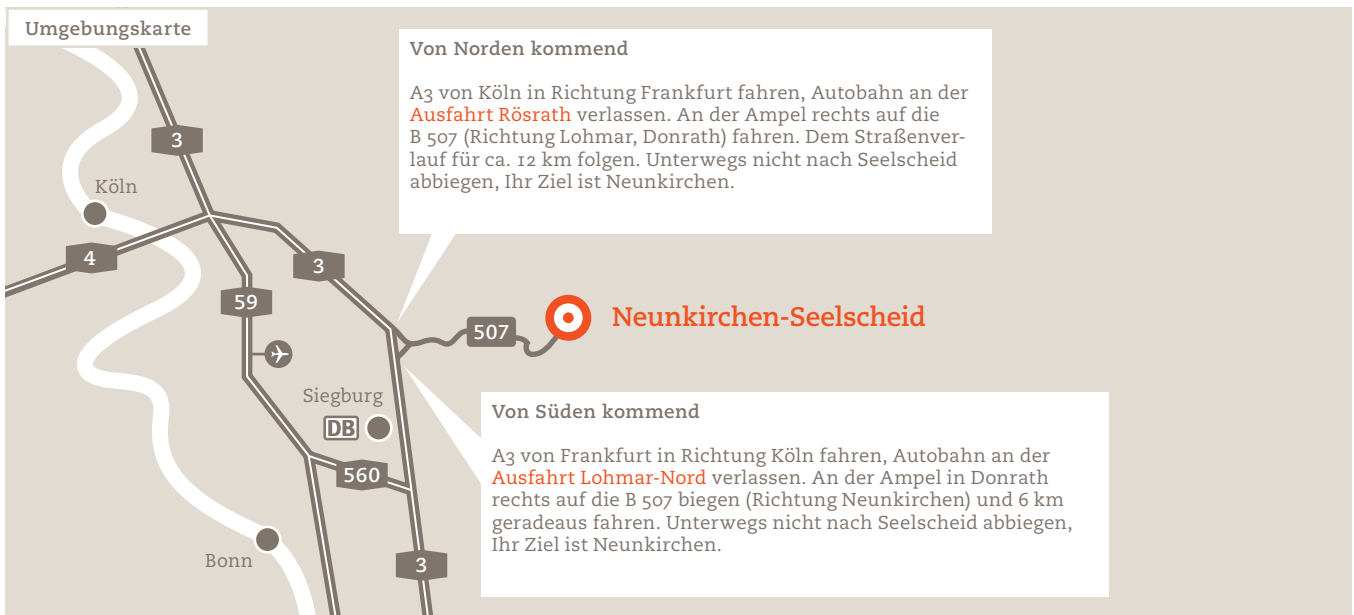 Umgebungskarte
Von Norden kommend
A3 von Köln in Richtung Frankfurt fahren, Autobahn an der
Ausfahrt Rösrath verlassen. An der Ampel rechts auf die
B 507 (Richtung Lohmar, Donrath) fahren. Dem Straßenver-
lauf für ca. 12 km folgen. Unterwegs nicht nach Seelscheid
abbiegen, Ihr Ziel ist Neunkirchen.
3
Köln
4
3
59
507
Neunkirchen-Seelscheid
Siegburg
DB
560
Bonn
3
Von Süden kommend
A3 von Frankfurt in Richtung Köln fahren, Autobahn an der
Ausfahrt Lohmar-Nord verlassen. An der Ampel in Donrath
rechts auf die B 507 biegen (Richtung Neunkirchen) und 6 km
geradeaus fahren. Unterwegs nicht nach Seelscheid abbiegen,
Ihr Ziel ist Neunkirchen.